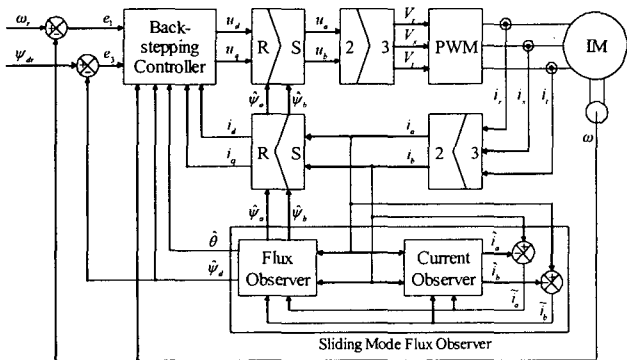 ω_r
e_1
ψ_dr
e_3
Back-
stepping
Controller
u_d
u_q
R S
u_a
u_b
2 3
V_r
V_s
V_t
PWM
IM
ω
i_r i_s i_t
ψ̂_a ψ̂_b
i_d
i_q
R S
i_a
i_b
2 3
ψ̂_a ψ̂_b
θ̂
ψ̂_d
Flux
Observer
Current
Observer
î_a
î_b
ĩ_a
ĩ_b
Sliding Mode Flux Observer